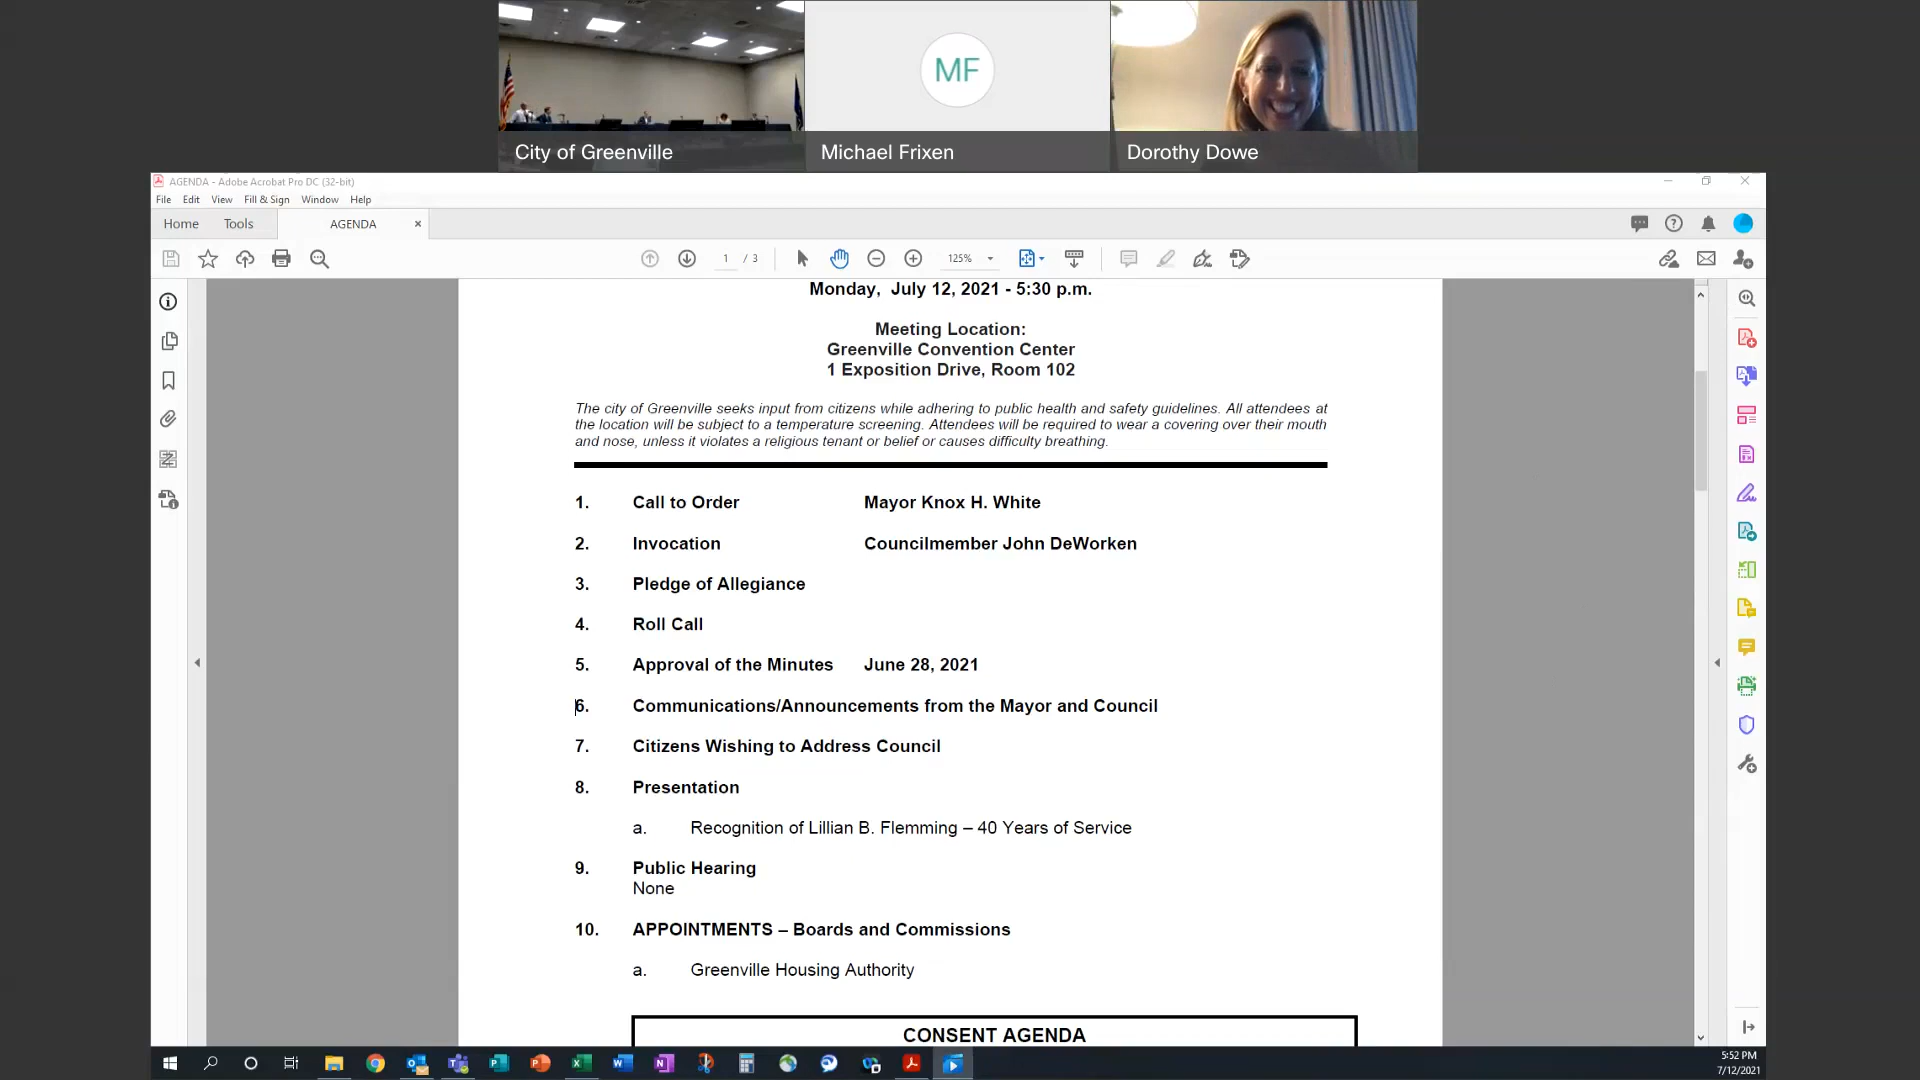 MF
City of Greenville
Michael Frixen
Dorothy Dowe
AGENDA - Adobe Acrobat Pro DC (32-bit)
File Edit View Fill & Sign Window Help
Home Tools AGENDA
1 / 3 125%
Monday, July 12, 2021 - 5:30 p.m.
Meeting Location:
Greenville Convention Center
1 Exposition Drive, Room 102
The city of Greenville seeks input from citizens while adhering to public health and safety guidelines. All attendees at
the location will be subject to a temperature screening. Attendees will be required to wear a covering over their mouth
and nose, unless it violates a religious tenant or belief or causes difficulty breathing.
1. Call to Order Mayor Knox H. White
2. Invocation Councilmember John DeWorken
3. Pledge of Allegiance
4. Roll Call
5. Approval of the Minutes June 28, 2021
6. Communications/Announcements from the Mayor and Council
7. Citizens Wishing to Address Council
8. Presentation
a. Recognition of Lillian B. Flemming – 40 Years of Service
9. Public Hearing
None
10. APPOINTMENTS – Boards and Commissions
a. Greenville Housing Authority
CONSENT AGENDA
5:52 PM
7/12/2021